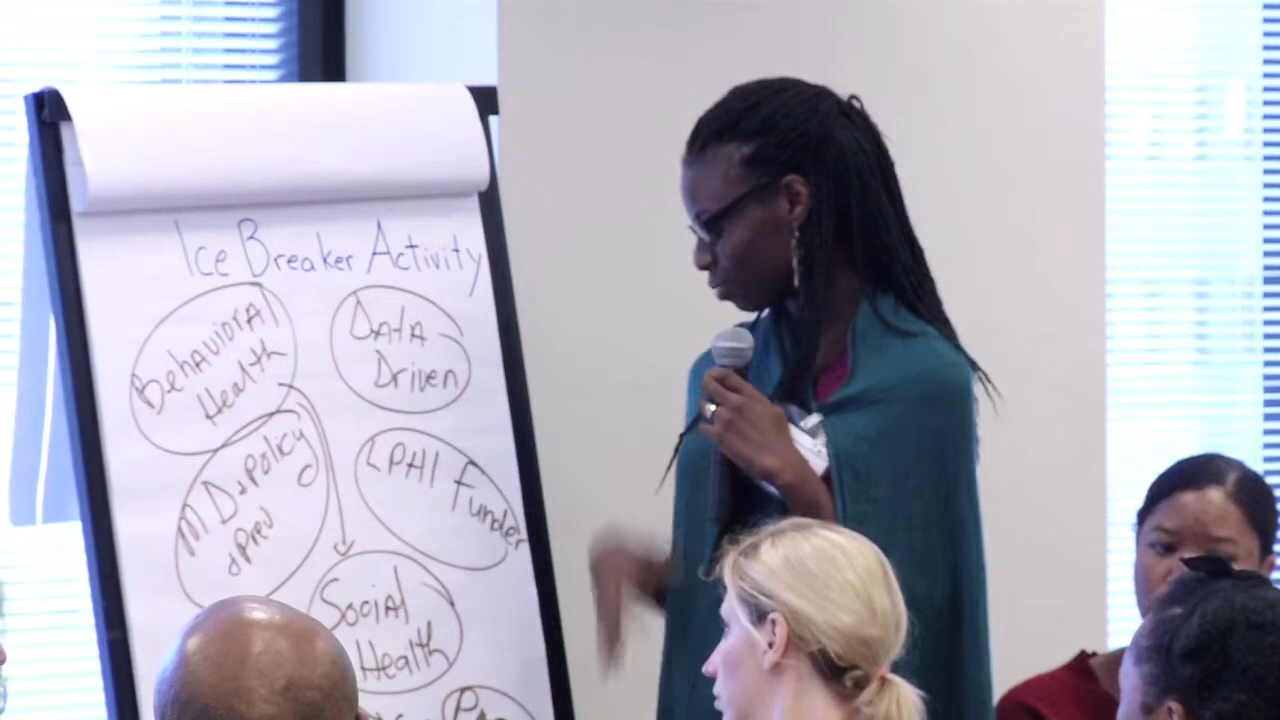 Ice Breaker Activity
Behavioral
Health
Data
Driven
MD & policy
& Prev
LPHI Funder
Social
Health